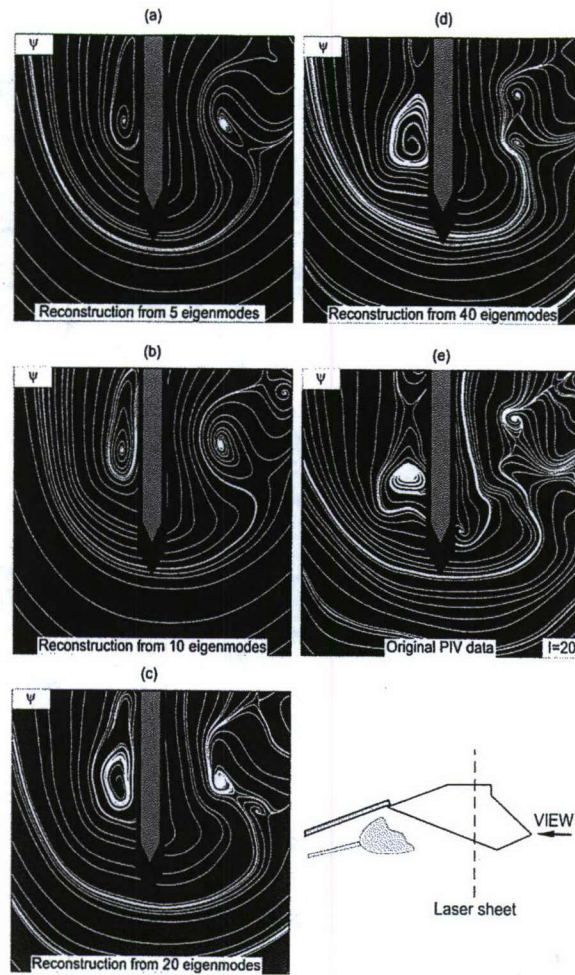 (a)
(d)
Ψ
Ψ
Reconstruction from 5 eigenmodes
Reconstruction from 40 eigenmodes
(b)
(e)
Ψ
Ψ
Reconstruction from 10 eigenmodes
Original PIV data
I=20
(c)
Ψ
VIEW
Laser sheet
Reconstruction from 20 eigenmodes